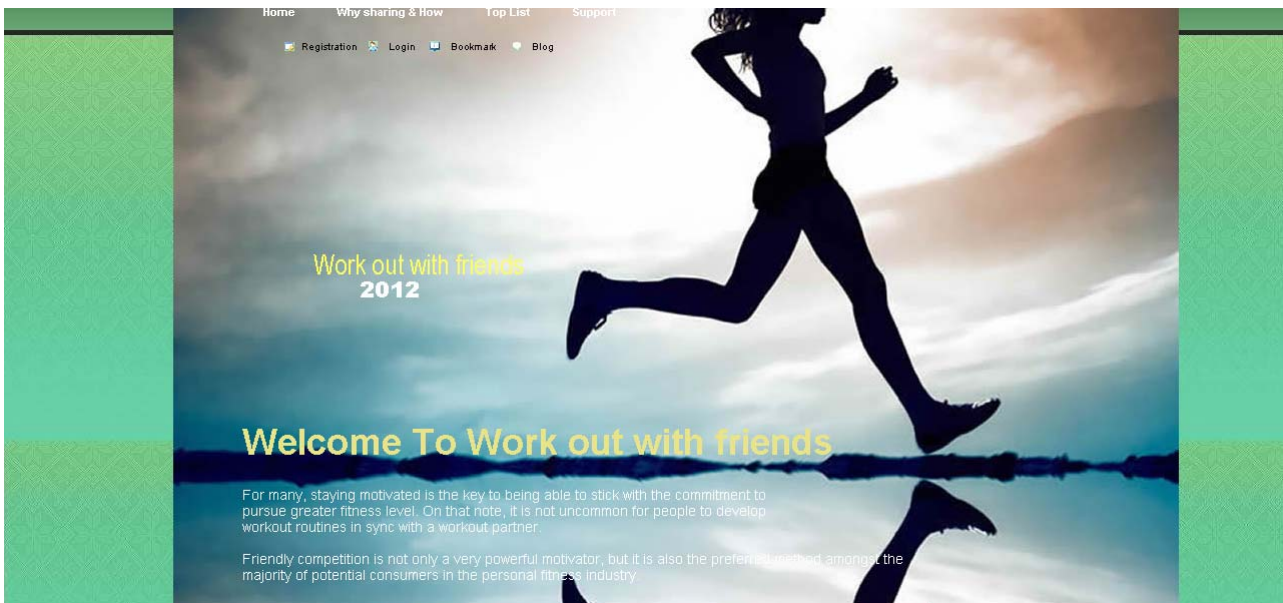 Home Why sharing & How Top List Support
Registration Login Bookmark Blog
Work out with friends
2012
Welcome To Work out with friends
For many, staying motivated is the key to being able to stick with the commitment to
pursue greater fitness level. On that note, it is not uncommon for people to develop
workout routines in sync with a workout partner.
Friendly competition is not only a very powerful motivator, but it is also the preferred method amongst the
majority of potential consumers in the personal fitness industry.